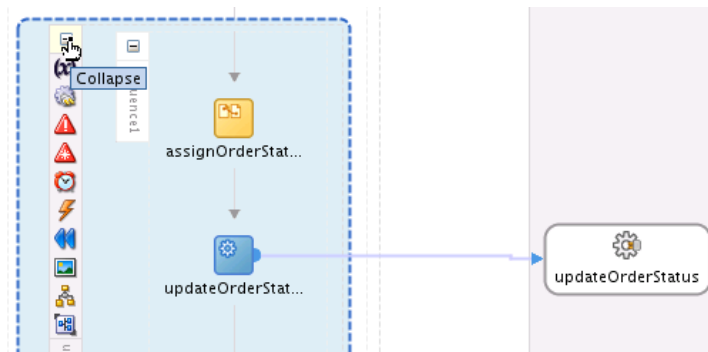 (x)
Collapse
uence1
assignOrderStat...
updateOrderStat...
updateOrderStatus
n